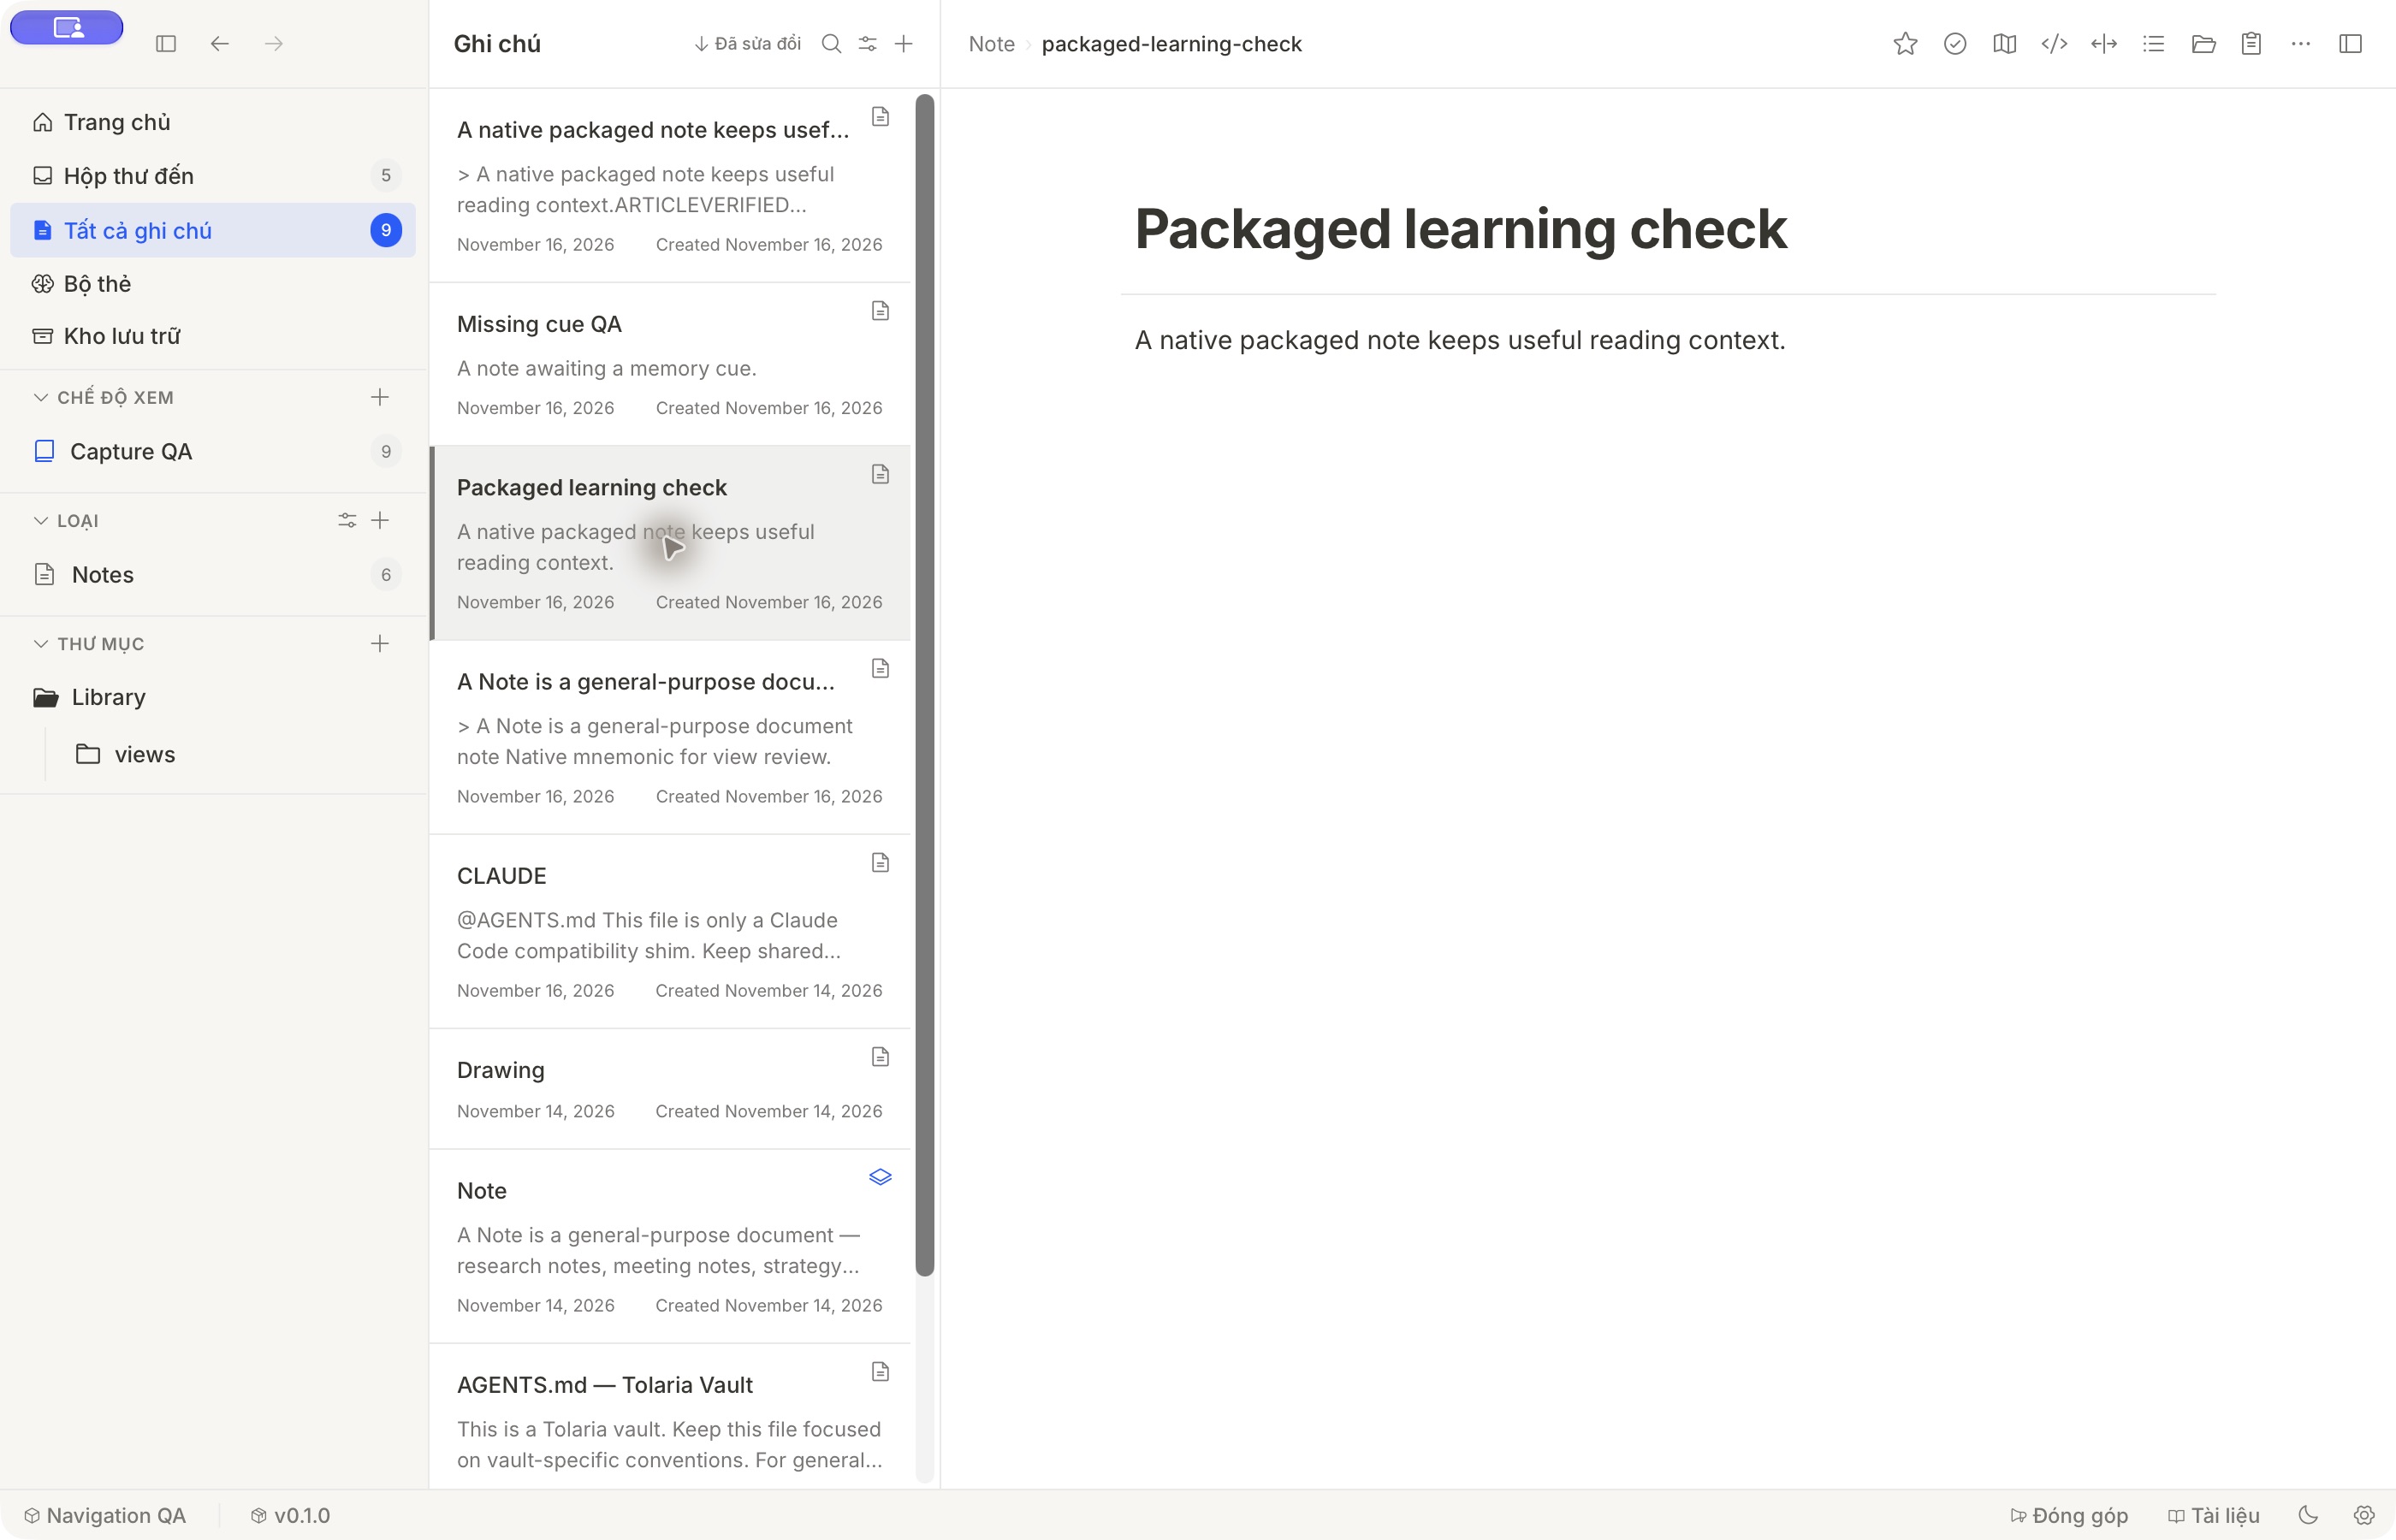 Trang chủ
Hộp thư đến 5
Tất cả ghi chú 9
Bộ thẻ
Kho lưu trữ
CHẾ ĐỘ XEM
Capture QA 9
LOẠI
Notes 6
THƯ MỤC
Library
views
Ghi chú
Đã sửa đổi
A native packaged note keeps usef...
> A native packaged note keeps useful
reading context.ARTICLEVERIFIED...
November 16, 2026 Created November 16, 2026
Missing cue QA
A note awaiting a memory cue.
November 16, 2026 Created November 16, 2026
Packaged learning check
A native packaged note keeps useful
reading context.
November 16, 2026 Created November 16, 2026
A Note is a general-purpose docu...
> A Note is a general-purpose document
note Native mnemonic for view review.
November 16, 2026 Created November 16, 2026
CLAUDE
@AGENTS.md This file is only a Claude
Code compatibility shim. Keep shared...
November 16, 2026 Created November 14, 2026
Drawing
November 14, 2026 Created November 14, 2026
Note
A Note is a general-purpose document —
research notes, meeting notes, strategy...
November 14, 2026 Created November 14, 2026
AGENTS.md — Tolaria Vault
This is a Tolaria vault. Keep this file focused
on vault-specific conventions. For general...
Note › packaged-learning-check
Packaged learning check
A native packaged note keeps useful reading context.
Navigation QA v0.1.0
Đóng góp Tài liệu